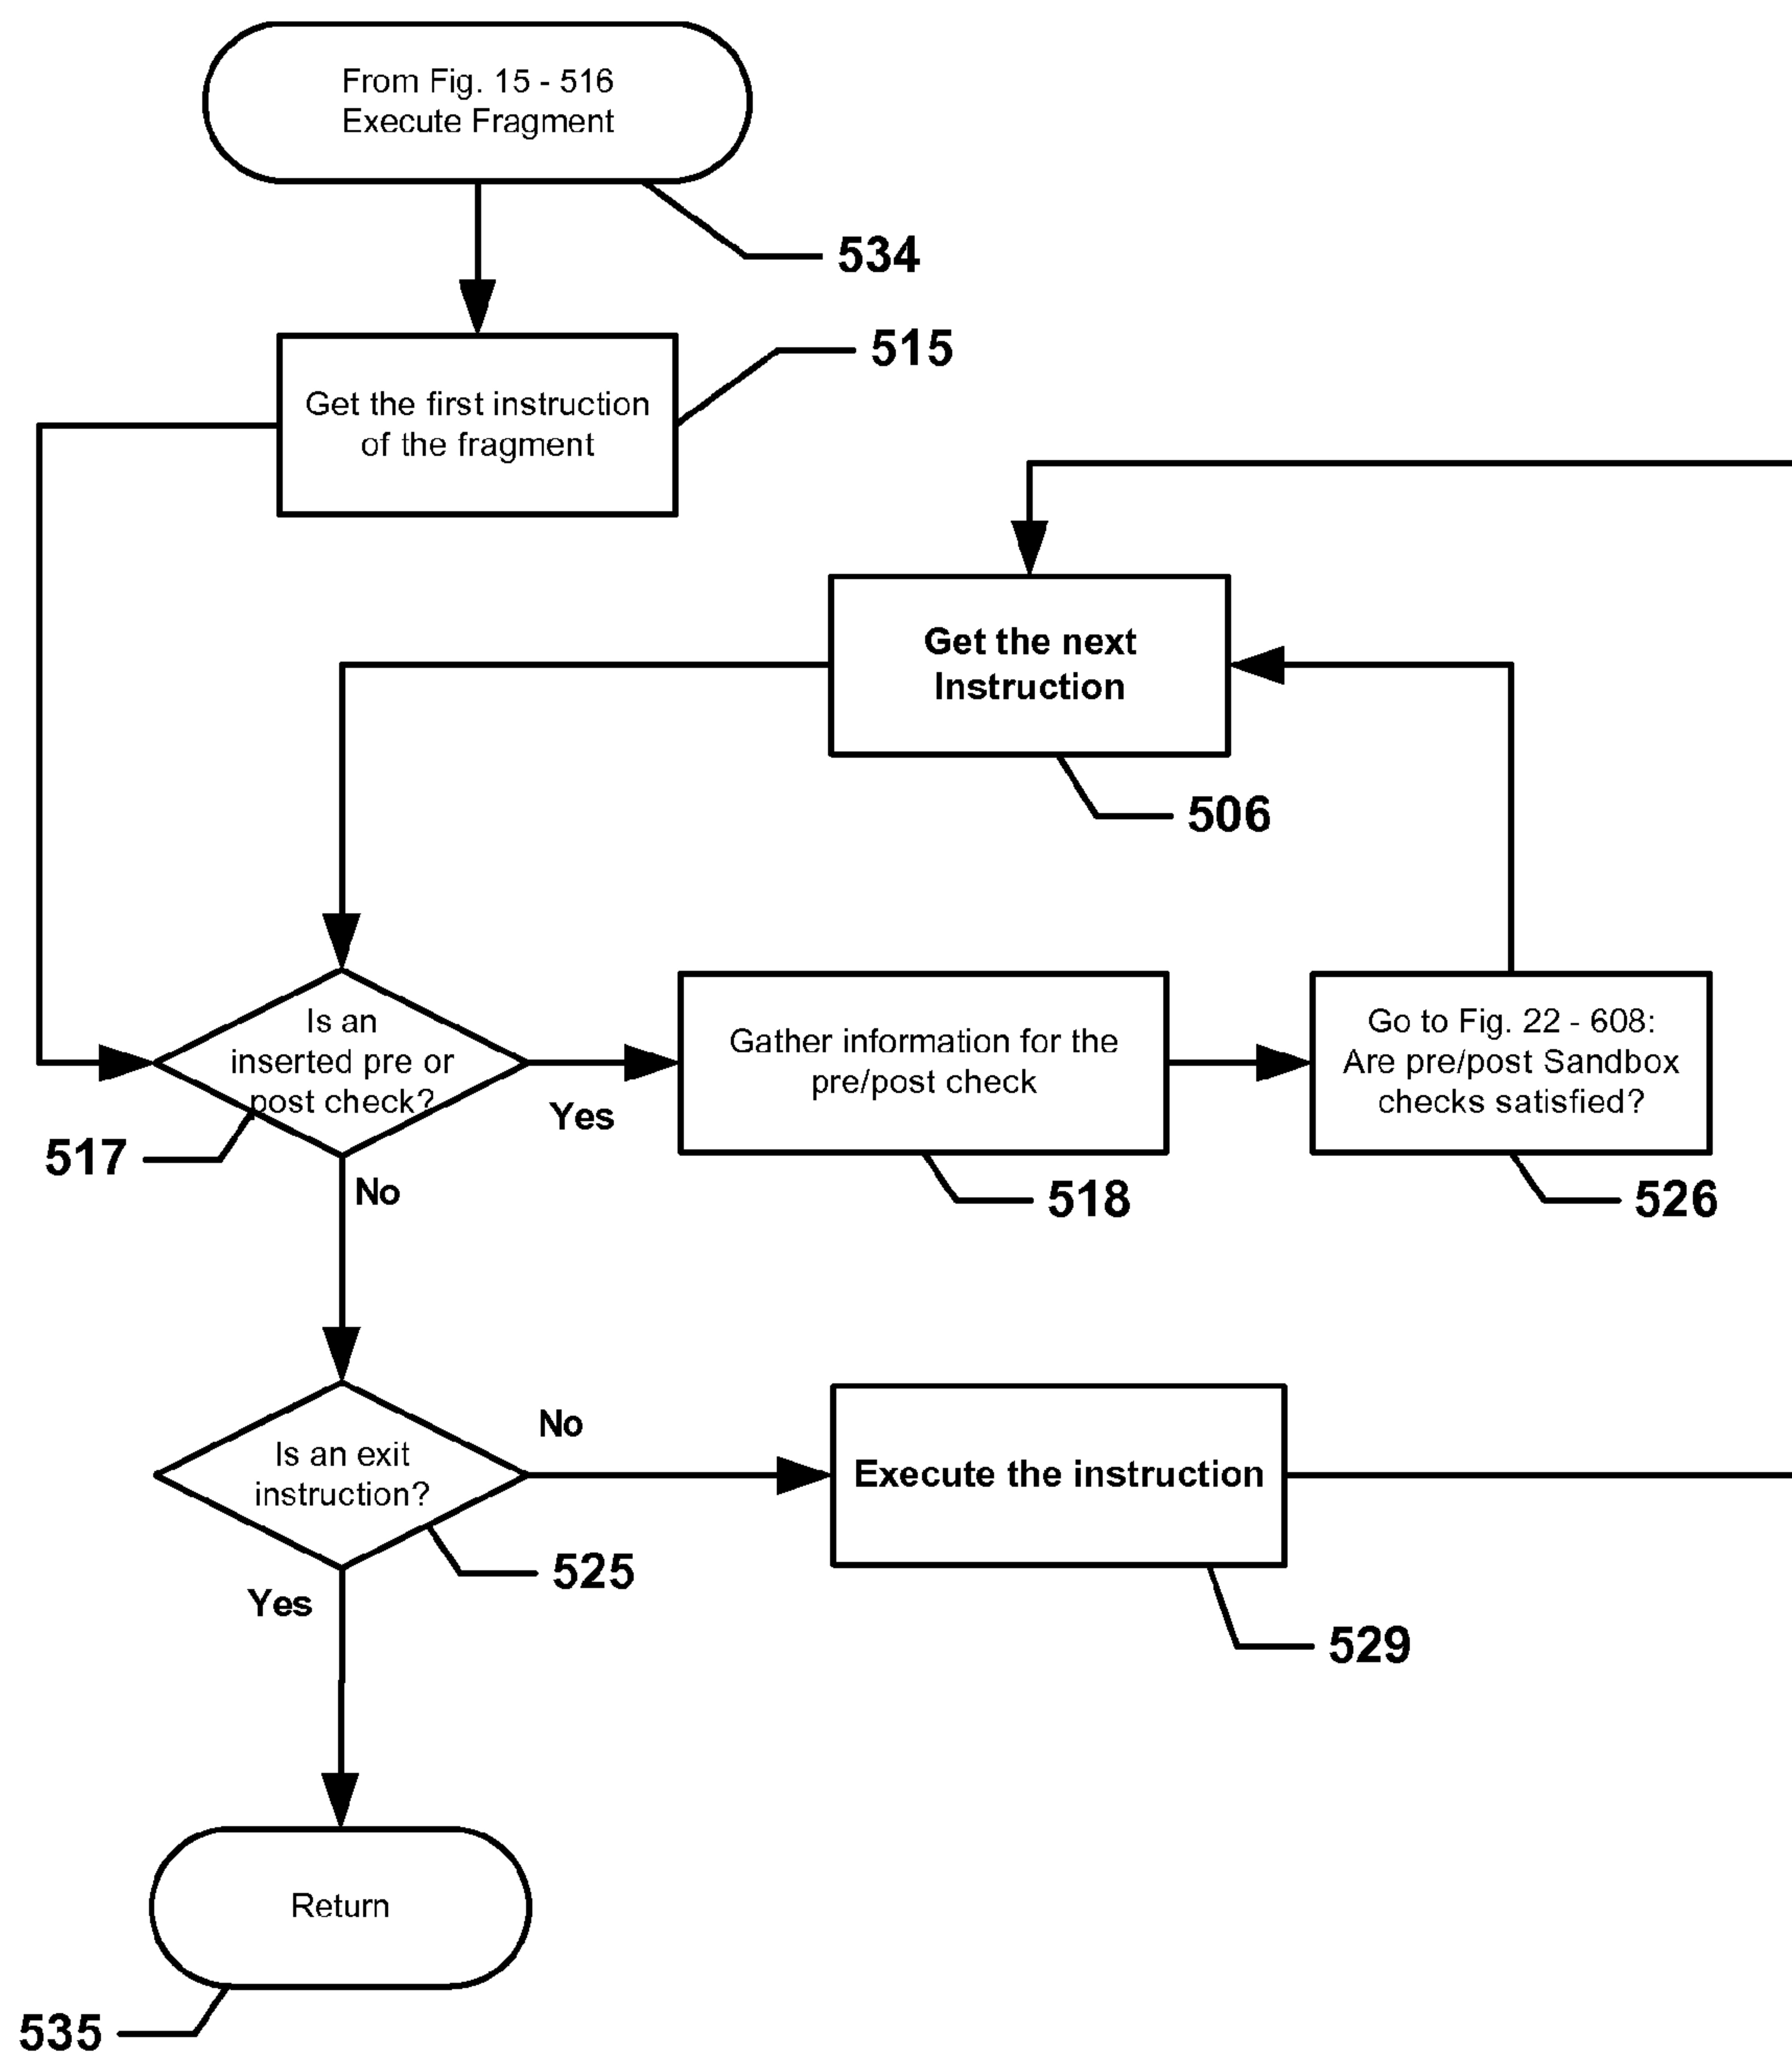 From Fig. 15 - 516
Execute Fragment
534
515
Get the first instruction
of the fragment
Get the next
Instruction
506
Is an
inserted pre or
post check?
Yes
Gather information for the
pre/post check
Go to Fig. 22 - 608:
Are pre/post Sandbox
checks satisfied?
517
No
518
526
Is an exit
instruction?
No
Execute the instruction
525
Yes
529
Return
535